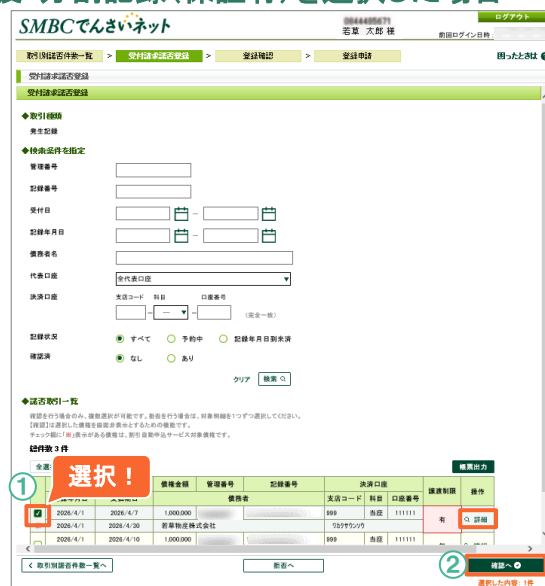 SMBCでんさいネット
若草 太郎 様
ログアウト
前回ログイン日時:
取引別諾否件数一覧 > 受付請求諾否登録 > 登録確認 > 登録申請
困ったときは
受付請求諾否登録
受付請求諾否登録
◆取引種類
発生記録
◆検索条件を指定
管理番号
記録番号
受付日
記録年月日
債務者名
代表口座 全代表口座
決済口座 支店コード 科目 口座番号
(完全一致)
記録状況 すべて 予約中 記録年月日到来済
確認済 なし あり
クリア 検索
◆諾否取引一覧
確認を行う場合のみ、複数選択が可能です。拒否を行う場合は、対象明細を1つずつ選択してください。
【確認】は選択した債権を画面非表示とするための機能です。
チェック欄に「※」表示がある債権は、割引自動申込サービス対象債権です。
総件数 3 件
全選
帳票出力
① 選択！
債権金額 管理番号 記録番号 決済口座 譲渡制限 操作
債務者 支店コード 科目 口座番号
2026/4/1 2026/4/7 1,000,000 999 当座 111111 有 詳細
2026/4/1 2026/4/30 若草物産株式会社 ワカクサクンソウ
2026/4/1 2026/4/10 1,000,000 999 当座 111111
< 取引別諾否件数一覧へ 拒否へ ② 確認へ
選択した内容: 1件